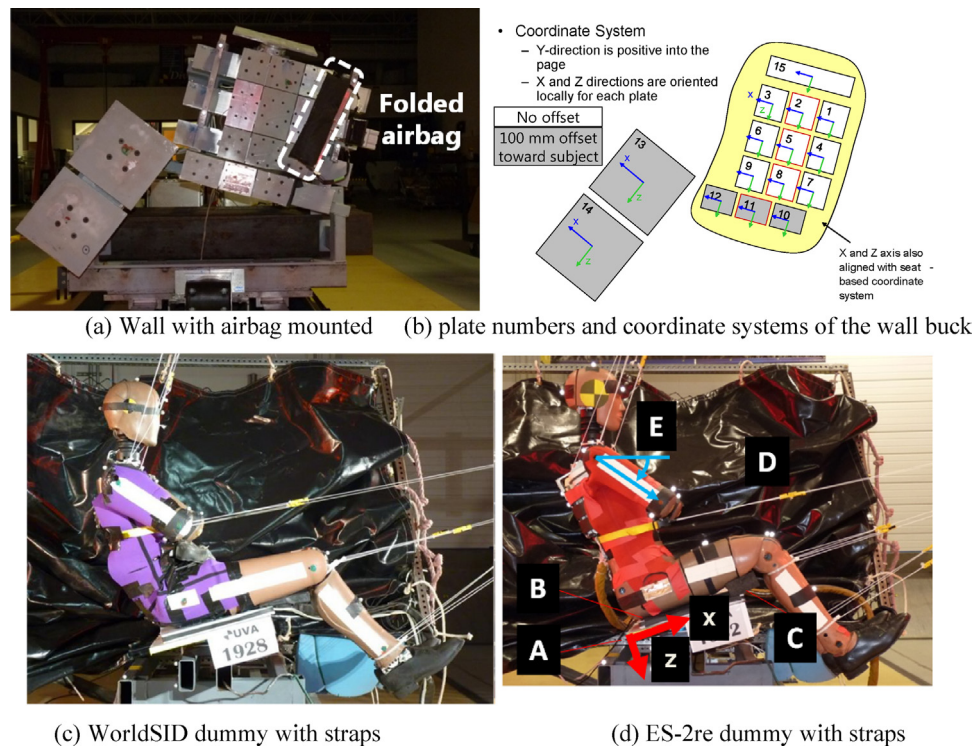 Folded
airbag
• Coordinate System
– Y-direction is positive into the
page
– X and Z directions are oriented
locally for each plate
No offset
100 mm offset
toward subject
15
3
2
1
x
z
6
5
4
9
8
7
12
11
10
13
x
z
14
x
z
X and Z axis also
aligned with seat -
based coordinate
system
(a) Wall with airbag mounted
(b) plate numbers and coordinate systems of the wall buck
UVA
1928
E
D
B
A
x
z
2
C
(c) WorldSID dummy with straps
(d) ES-2re dummy with straps